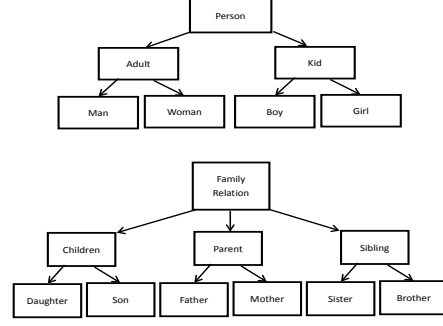 Person
Adult
Kid
Man
Woman
Boy
Girl
Family
Relation
Children
Parent
Sibling
Daughter
Son
Father
Mother
Sister
Brother